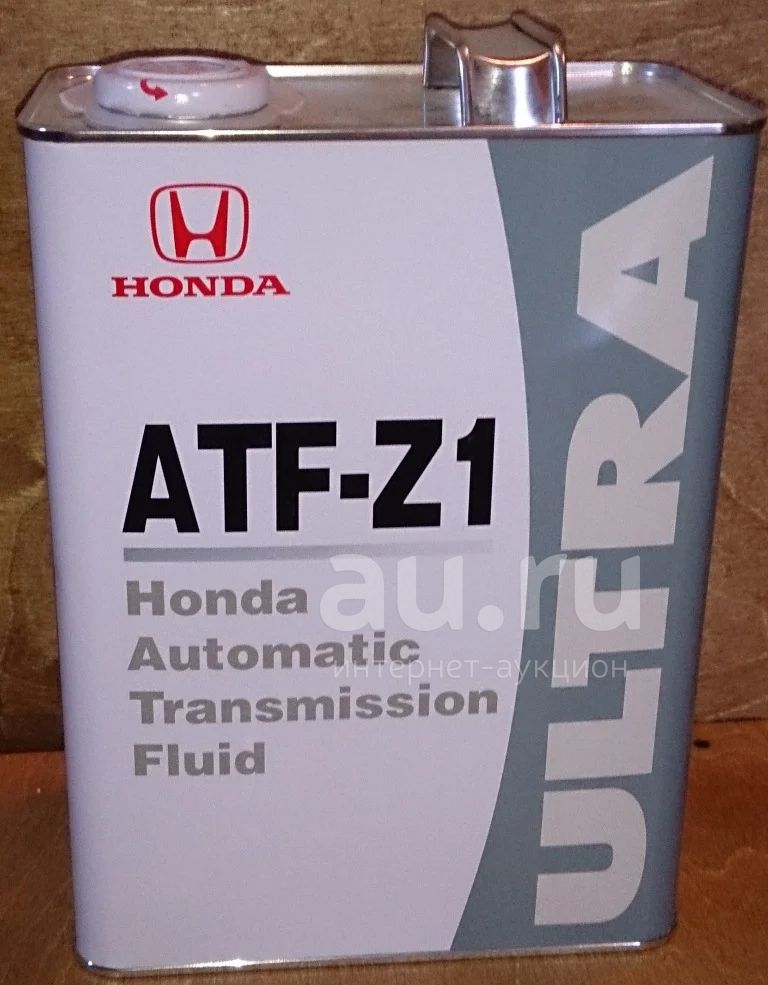 HONDA
ATF-Z1
Honda
Automatic
Transmission
Fluid
ULTRA
au.ru
интернет-аукцион